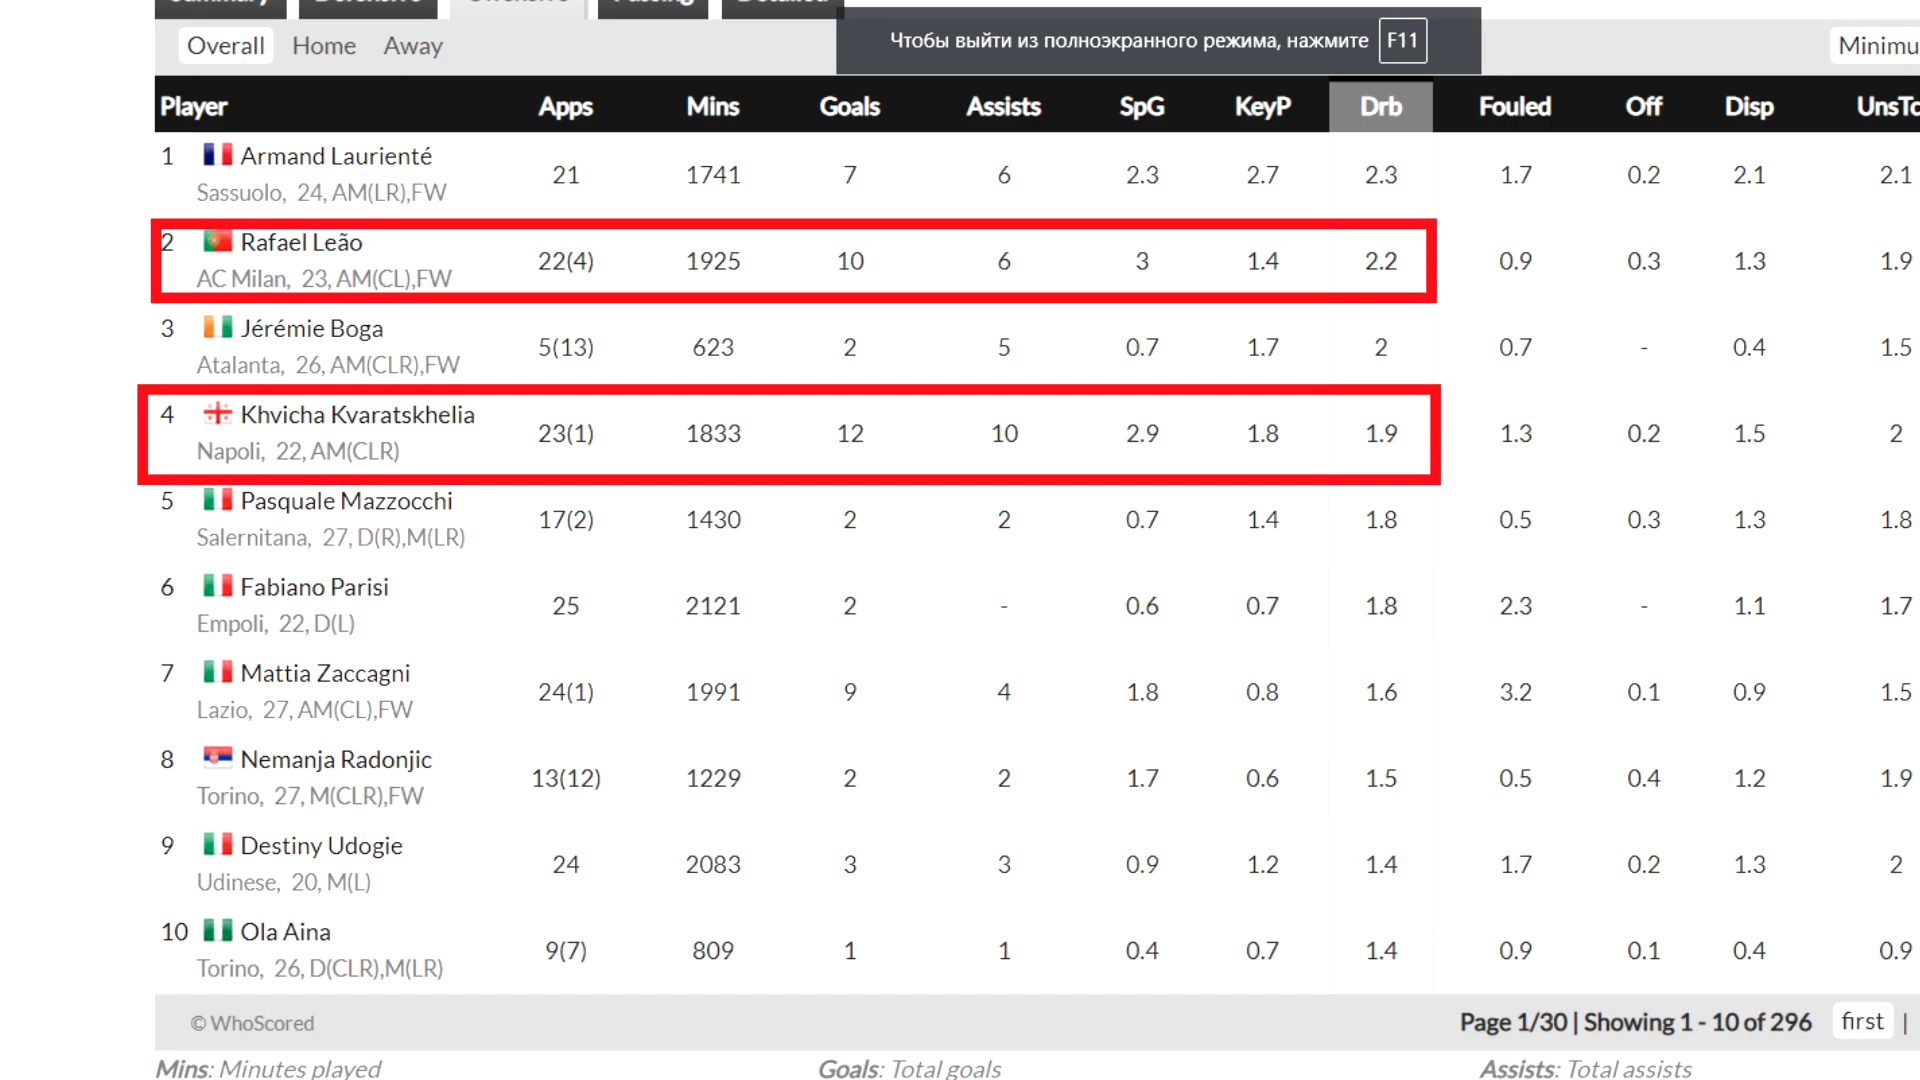 Summary Defensive Offensive Passing Detailed
Overall Home Away
Чтобы выйти из полноэкранного режима, нажмите F11
Minimu
Player Apps Mins Goals Assists SpG KeyP Drb Fouled Off Disp UnsTc
1 Armand Laurienté 21 1741 7 6 2.3 2.7 2.3 1.7 0.2 2.1 2.1
Sassuolo, 24, AM(LR),FW
2 Rafael Leão 22(4) 1925 10 6 3 1.4 2.2 0.9 0.3 1.3 1.9
AC Milan, 23, AM(CL),FW
3 Jérémie Boga 5(13) 623 2 5 0.7 1.7 2 0.7 - 0.4 1.5
Atalanta, 26, AM(CLR),FW
4 Khvicha Kvaratskhelia 23(1) 1833 12 10 2.9 1.8 1.9 1.3 0.2 1.5 2
Napoli, 22, AM(CLR)
5 Pasquale Mazzocchi 17(2) 1430 2 2 0.7 1.4 1.8 0.5 0.3 1.3 1.8
Salernitana, 27, D(R),M(LR)
6 Fabiano Parisi 25 2121 2 - 0.6 0.7 1.8 2.3 - 1.1 1.7
Empoli, 22, D(L)
7 Mattia Zaccagni 24(1) 1991 9 4 1.8 0.8 1.6 3.2 0.1 0.9 1.5
Lazio, 27, AM(CL),FW
8 Nemanja Radonjic 13(12) 1229 2 2 1.7 0.6 1.5 0.5 0.4 1.2 1.9
Torino, 27, M(CLR),FW
9 Destiny Udogie 24 2083 3 3 0.9 1.2 1.4 1.7 0.2 1.3 2
Udinese, 20, M(L)
10 Ola Aina 9(7) 809 1 1 0.4 0.7 1.4 0.9 0.1 0.4 0.9
Torino, 26, D(CLR),M(LR)
© WhoScored Page 1/30 | Showing 1 - 10 of 296 first |
Mins: Minutes played Goals: Total goals Assists: Total assists